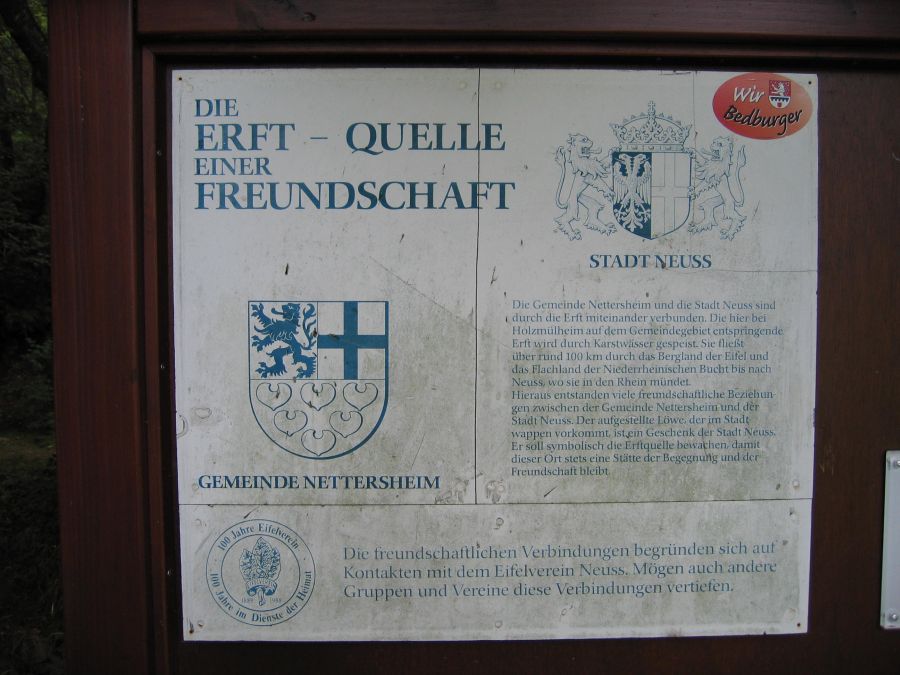 DIE
ERFT – QUELLE
EINER
FREUNDSCHAFT
Wir
Bedburger
STADT NEUSS
GEMEINDE NETTERSHEIM
Die Gemeinde Nettersheim und die Stadt Neuss sind
durch die Erft miteinander verbunden. Die hier bei
Holzmülheim auf dem Gemeindegebiet entspringende
Erft wird durch Karstwässer gespeist. Sie fließt
über rund 100 km durch das Bergland der Eifel und
das Flachland der Niederrheinischen Bucht bis nach
Neuss, wo sie in den Rhein mündet.
Hieraus entstanden viele freundschaftliche Beziehun-
gen zwischen der Gemeinde Nettersheim und der
Stadt Neuss. Der aufgestellte Löwe, der im Stadt
wappen vorkommt, ist ein Geschenk der Stadt Neuss.
Er soll symbolisch die Erftquelle bewachen, damit
dieser Ort stets eine Stätte der Begegnung und der
Freundschaft bleibt.
100 Jahre Eifelverein
1888 1988
100 Jahre im Dienste der Heimat
Die freundschaftlichen Verbindungen begründen sich auf
Kontakten mit dem Eifelverein Neuss. Mögen auch andere
Gruppen und Vereine diese Verbindungen vertiefen.